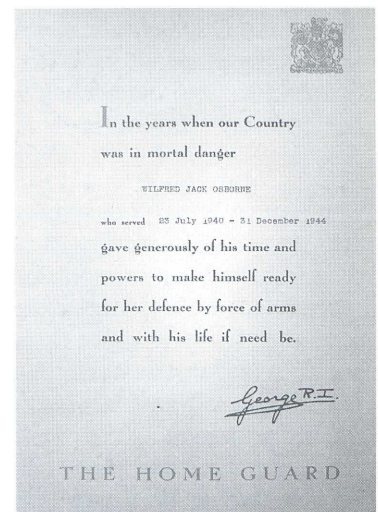 In the years when our Country
was in mortal danger
WILFRED JACK OSBORNE
who served 23 July 1940 - 31 December 1944
gave generously of his time and
powers to make himself ready
for her defence by force of arms
and with his life if need be.
George R.I.
THE HOME GUARD